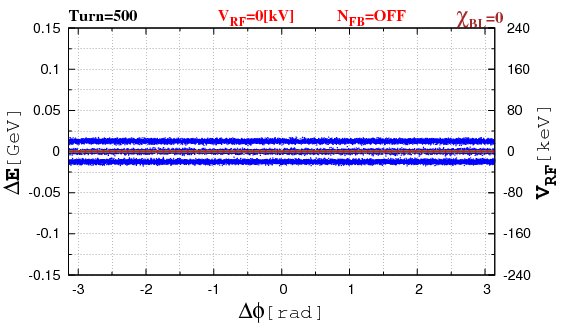 Turn=500 V_RF=0[kV] N_FB=OFF χ_BL=0
0.15 240
0.1 160
0.05 80
0 0
-0.05 -80
-0.1 -160
-0.15 -240
ΔE[GeV]
V_RF[keV]
-3 -2 -1 0 1 2 3
Δϕ[rad]